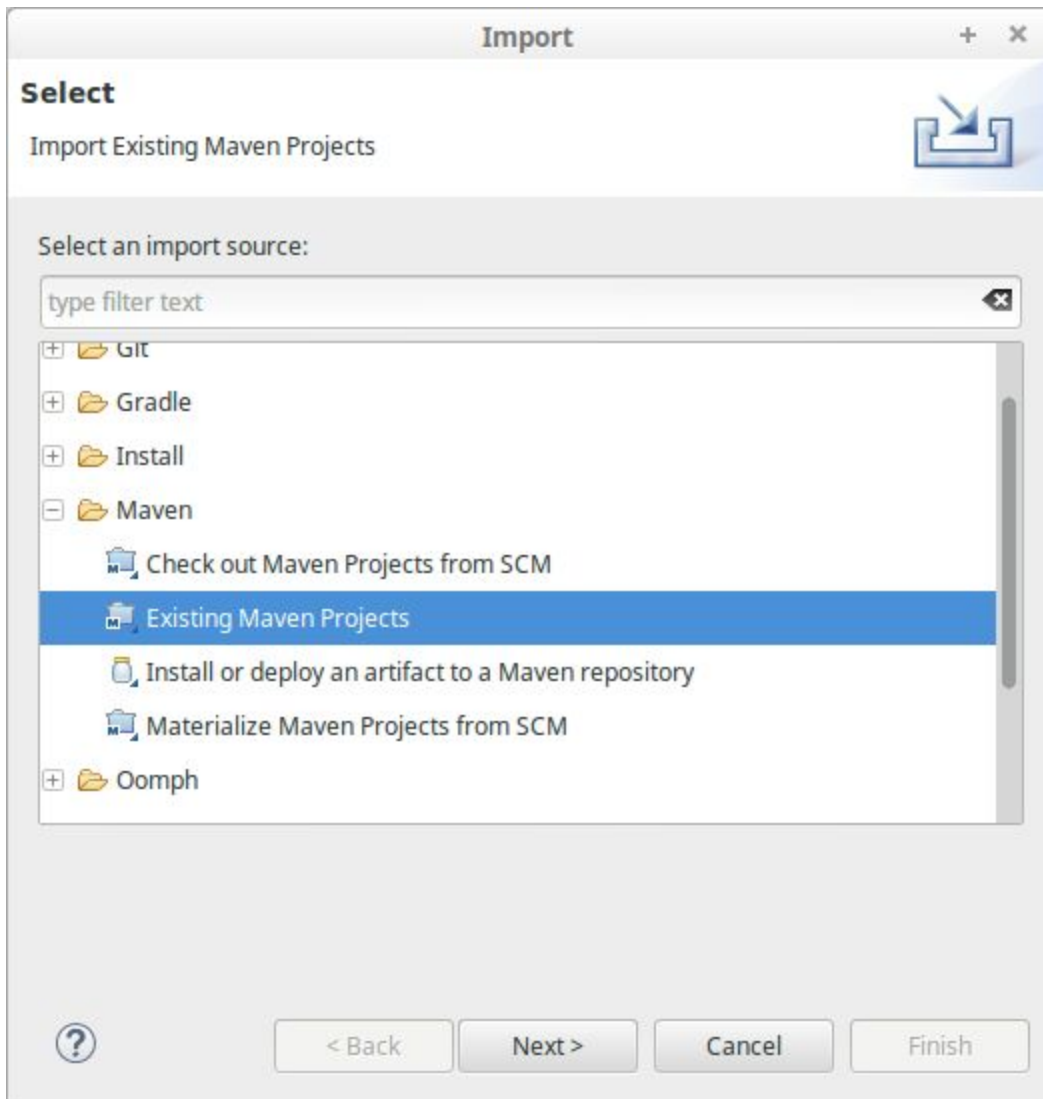 Import
Select
Import Existing Maven Projects
Select an import source:
type filter text
Git
Gradle
Install
Maven
Check out Maven Projects from SCM
Existing Maven Projects
Install or deploy an artifact to a Maven repository
Materialize Maven Projects from SCM
Oomph
< Back Next > Cancel Finish